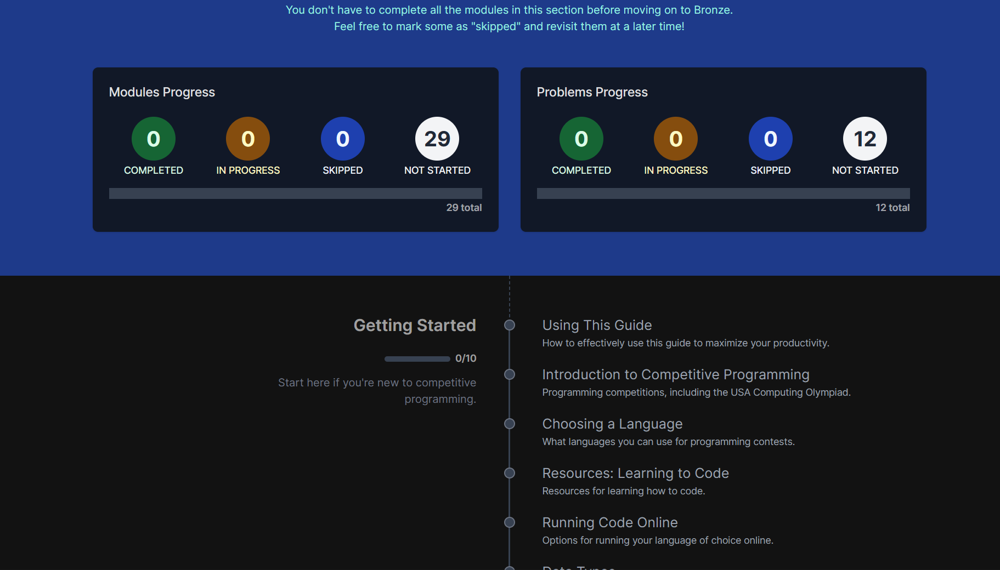 You don't have to complete all the modules in this section before moving on to Bronze.
Feel free to mark some as "skipped" and revisit them at a later time!
Modules Progress
0
COMPLETED
0
IN PROGRESS
0
SKIPPED
29
NOT STARTED
29 total
Problems Progress
0
COMPLETED
0
IN PROGRESS
0
SKIPPED
12
NOT STARTED
12 total
Getting Started
0/10
Start here if you're new to competitive
programming.
Using This Guide
How to effectively use this guide to maximize your productivity.
Introduction to Competitive Programming
Programming competitions, including the USA Computing Olympiad.
Choosing a Language
What languages you can use for programming contests.
Resources: Learning to Code
Resources for learning how to code.
Running Code Online
Options for running your language of choice online.
Data Types